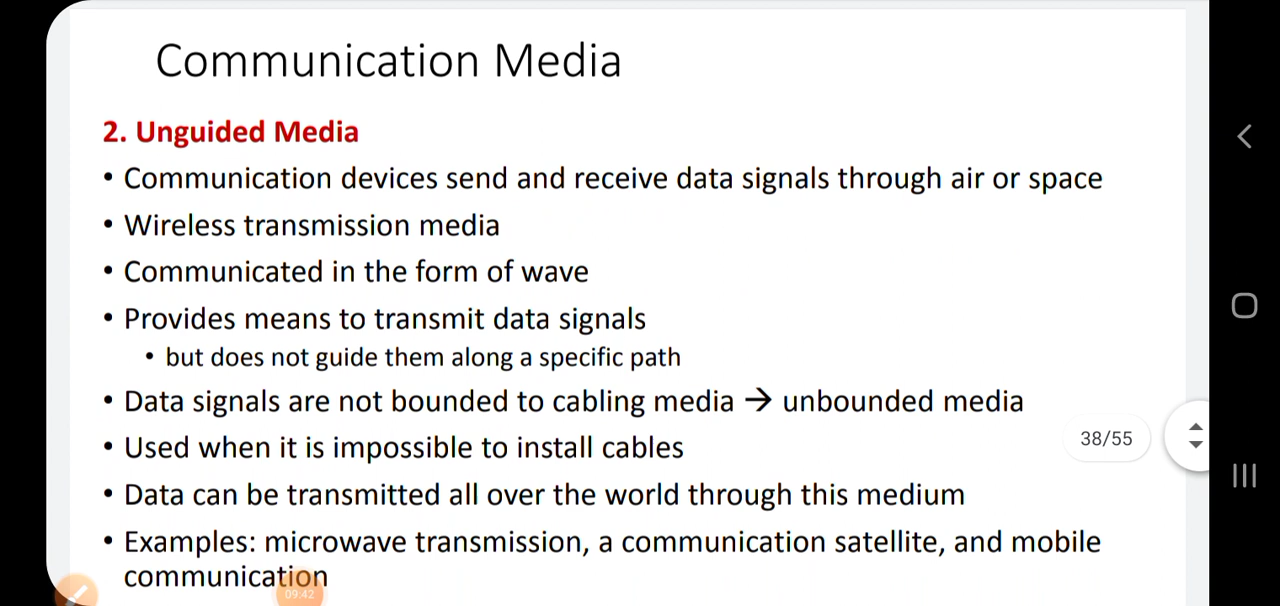 Communication Media
2. Unguided Media
• Communication devices send and receive data signals through air or space
• Wireless transmission media
• Communicated in the form of wave
• Provides means to transmit data signals
• but does not guide them along a specific path
• Data signals are not bounded to cabling media → unbounded media
• Used when it is impossible to install cables
38/55
• Data can be transmitted all over the world through this medium
• Examples: microwave transmission, a communication satellite, and mobile
communication
09:42